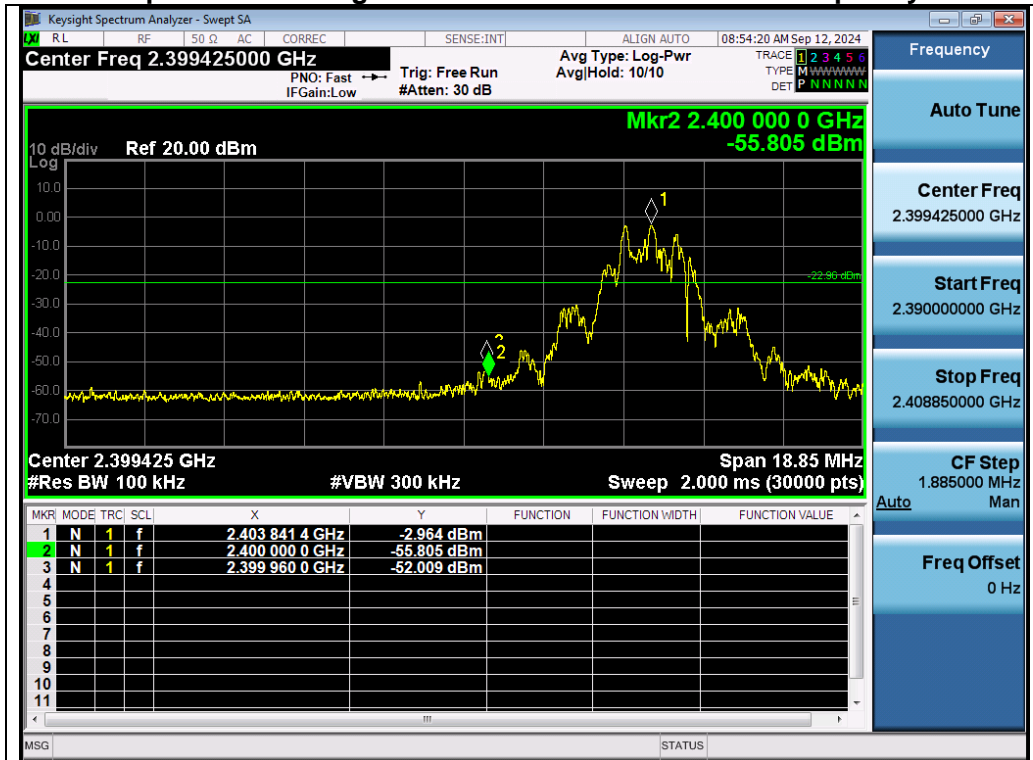 Keysight Spectrum Analyzer - Swept SA
LXI RL RF 50 Ω AC CORREC SENSE:INT ALIGN AUTO 08:54:20 AM Sep 12, 2024
Center Freq 2.399425000 GHz
PNO: Fast
IFGain:Low
Trig: Free Run
#Atten: 30 dB
Avg Type: Log-Pwr
Avg|Hold: 10/10
TRACE 1 2 3 4 5 6
TYPE M W W W W W
DET P N N N N N
Mkr2 2.400 000 0 GHz
-55.805 dBm
10 dB/div Ref 20.00 dBm
Log
10.0
0.00
-10.0
-20.0
-30.0
-40.0
-50.0
-60.0
-70.0
1
-22.96 dBm
3
2
Center 2.399425 GHz Span 18.85 MHz
#Res BW 100 kHz #VBW 300 kHz Sweep 2.000 ms (30000 pts)
MKR MODE TRC SCL X Y FUNCTION FUNCTION WIDTH FUNCTION VALUE
1 N 1 f 2.403 841 4 GHz -2.964 dBm
2 N 1 f 2.400 000 0 GHz -55.805 dBm
3 N 1 f 2.399 960 0 GHz -52.009 dBm
4
5
6
7
8
9
10
11
MSG STATUS
Frequency
Auto Tune
Center Freq
2.399425000 GHz
Start Freq
2.390000000 GHz
Stop Freq
2.408850000 GHz
CF Step
1.885000 MHz
Auto Man
Freq Offset
0 Hz